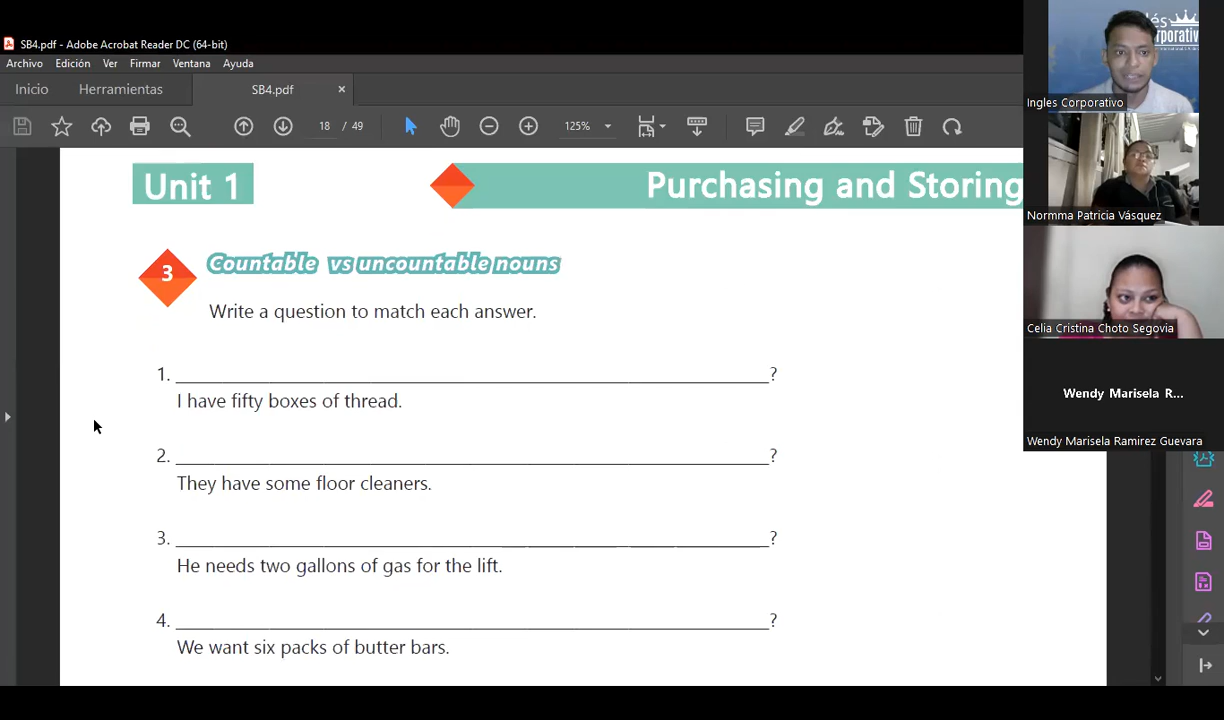 SB4.pdf - Adobe Acrobat Reader DC (64-bit)
Archivo Edición Ver Firmar Ventana Ayuda
Inicio Herramientas SB4.pdf ×
18 / 49 125%
Unit 1
Purchasing and Storing
3
Countable vs uncountable nouns
Write a question to match each answer.
1. ?
I have fifty boxes of thread.
2. ?
They have some floor cleaners.
3. ?
He needs two gallons of gas for the lift.
4. ?
We want six packs of butter bars.
Ingles Corporativo
Normma Patricia Vásquez
Celia Cristina Choto Segovia
Wendy Marisela R...
Wendy Marisela Ramirez Guevara